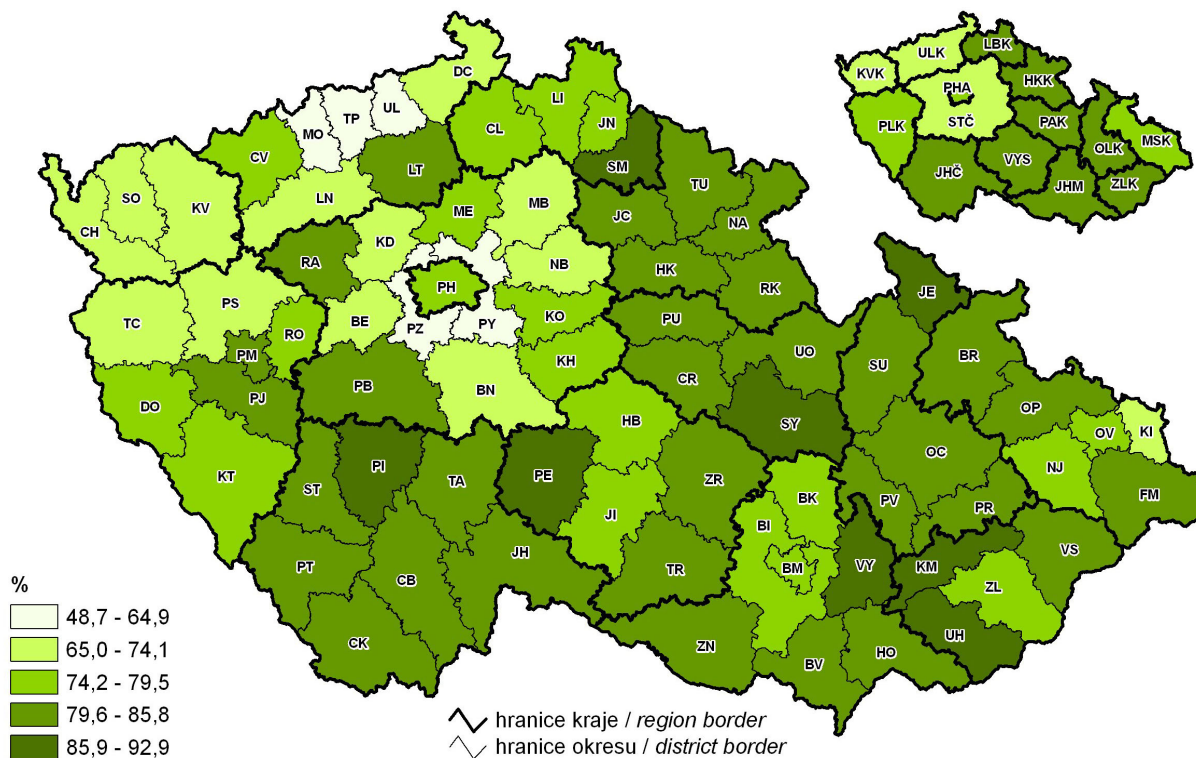 DC
UL
TP
MO
LI
JN
CL
CV
LT
SM
TU
LN
SO
KV
CH
ME
MB
JC
NA
KD
RA
NB
HK
RK
PH
TC
PS
RO
BE
PZ
PY
KO
PU
UO
PM
KH
CR
DO
PJ
PB
BN
HB
SY
KT
ST
PI
TA
PE
ZR
JI
JE
SU
BR
OP
OV
KI
NJ
FM
OC
PV
PR
BK
BI
BM
VY
KM
VS
ZL
UH
PT
CB
JH
TR
CK
ZN
BV
HO
ULK
LBK
KVK
HKK
PHA
STČ
PLK
PAK
OLK
MSK
VYS
JHČ
JHM
ZLK
%
48,7 - 64,9
65,0 - 74,1
74,2 - 79,5
79,6 - 85,8
85,9 - 92,9
hranice kraje / region border
hranice okresu / district border